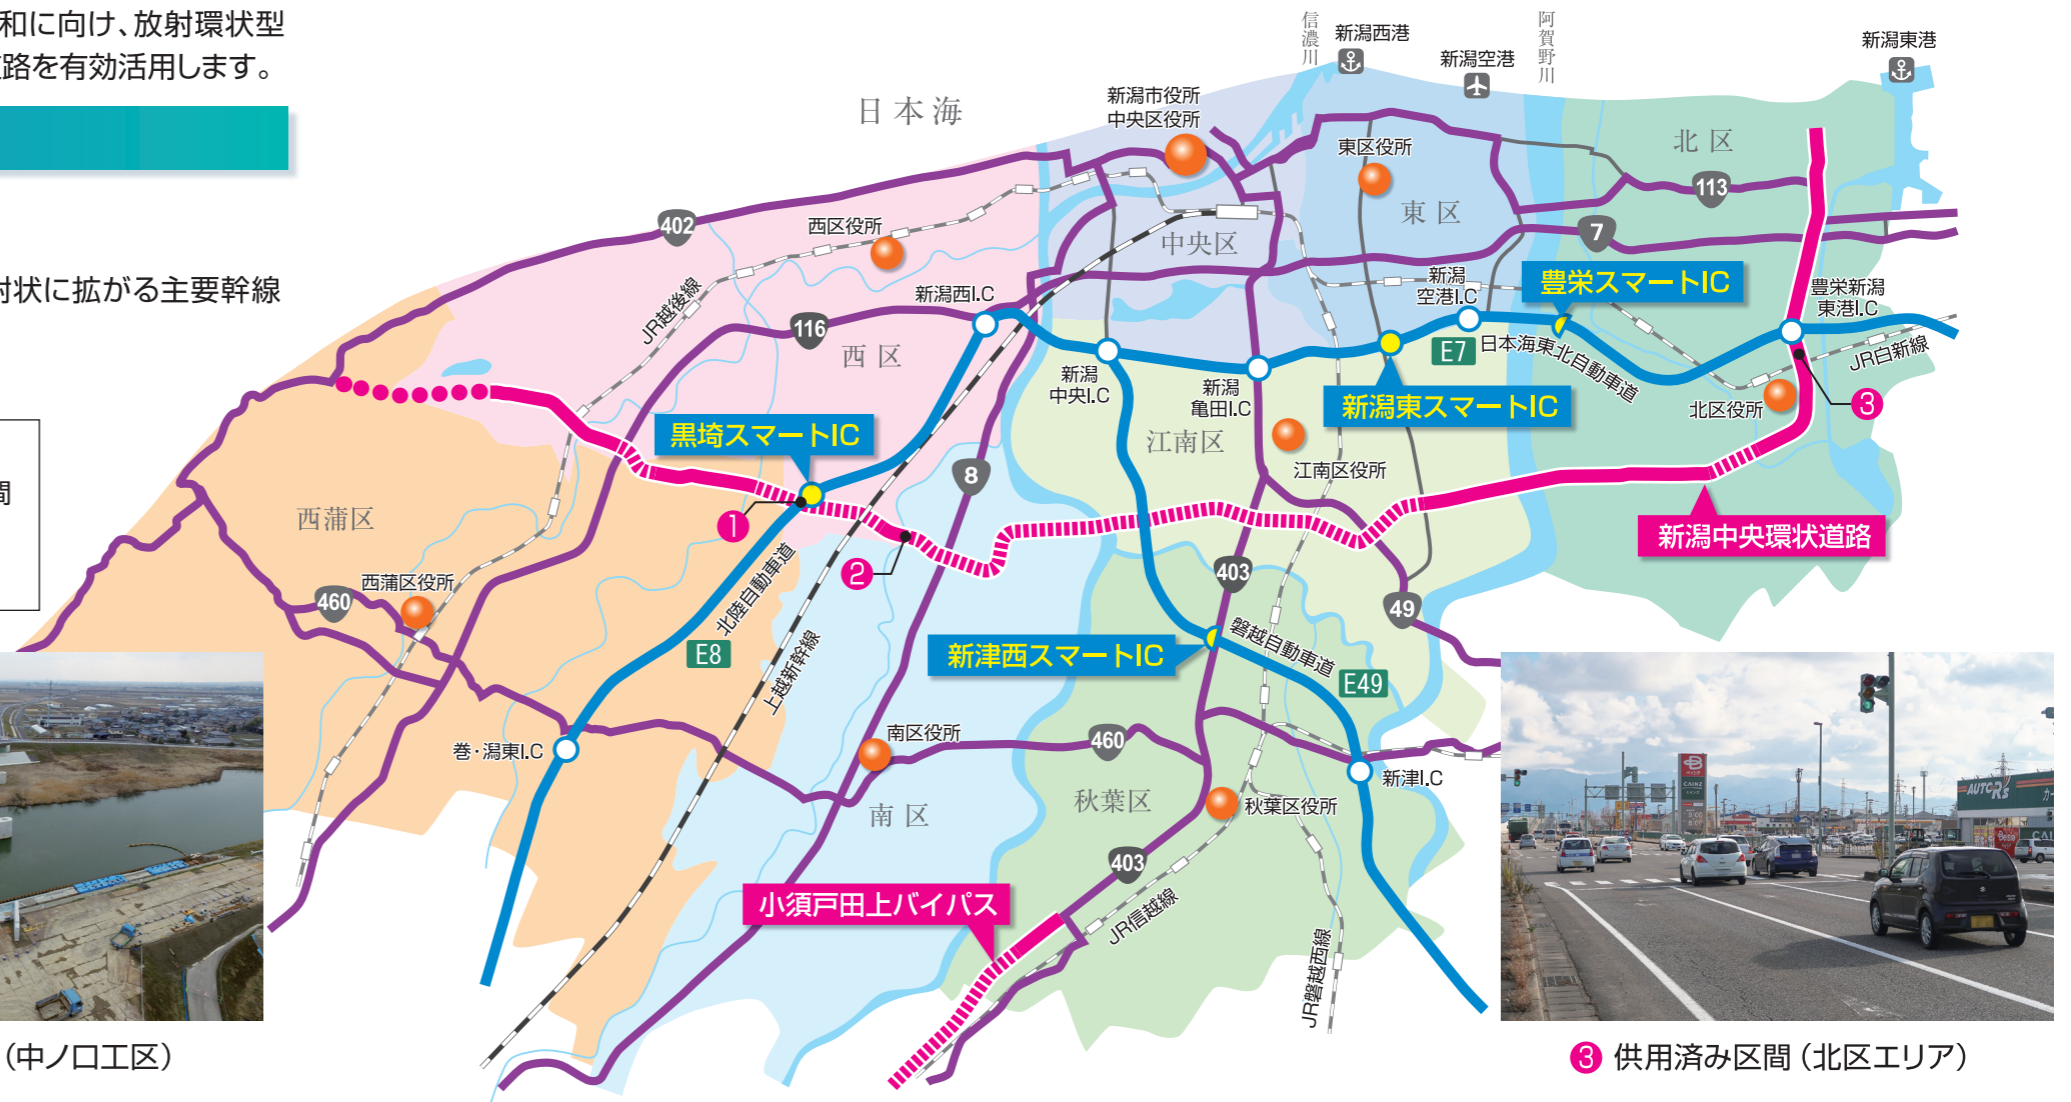 和に向け、放射環状型
路を有効活用します。
射状に拡がる主要幹線
間
日本海
信濃川
新潟西港
新潟空港
阿賀野川
新潟東港
新潟市役所
中央区役所
東区役所
北区
113
402
西区役所
東区
中央区
7
JR越後線
新潟西I.C
116
西区
新潟
空港I.C
豊栄スマートIC
豊栄新潟
東港I.C
E7
日本海東北自動車道
JR白新線
新潟
中央I.C
新潟
亀田I.C
新潟東スマートIC
北区役所
3
黒埼スマートIC
江南区
江南区役所
8
西蒲区
1
2
新潟中央環状道路
西蒲区役所
460
北陸自動車道
E8
上越新幹線
403
49
新津西スマートIC
磐越自動車道
E49
巻・潟東I.C
南区役所
460
新津I.C
南区
秋葉区
秋葉区役所
403
小須戸田上バイパス
JR信越線
JR磐越西線
CAINZ
AUTOR's
（中ノ口工区）
3 供用済み区間（北区エリア）